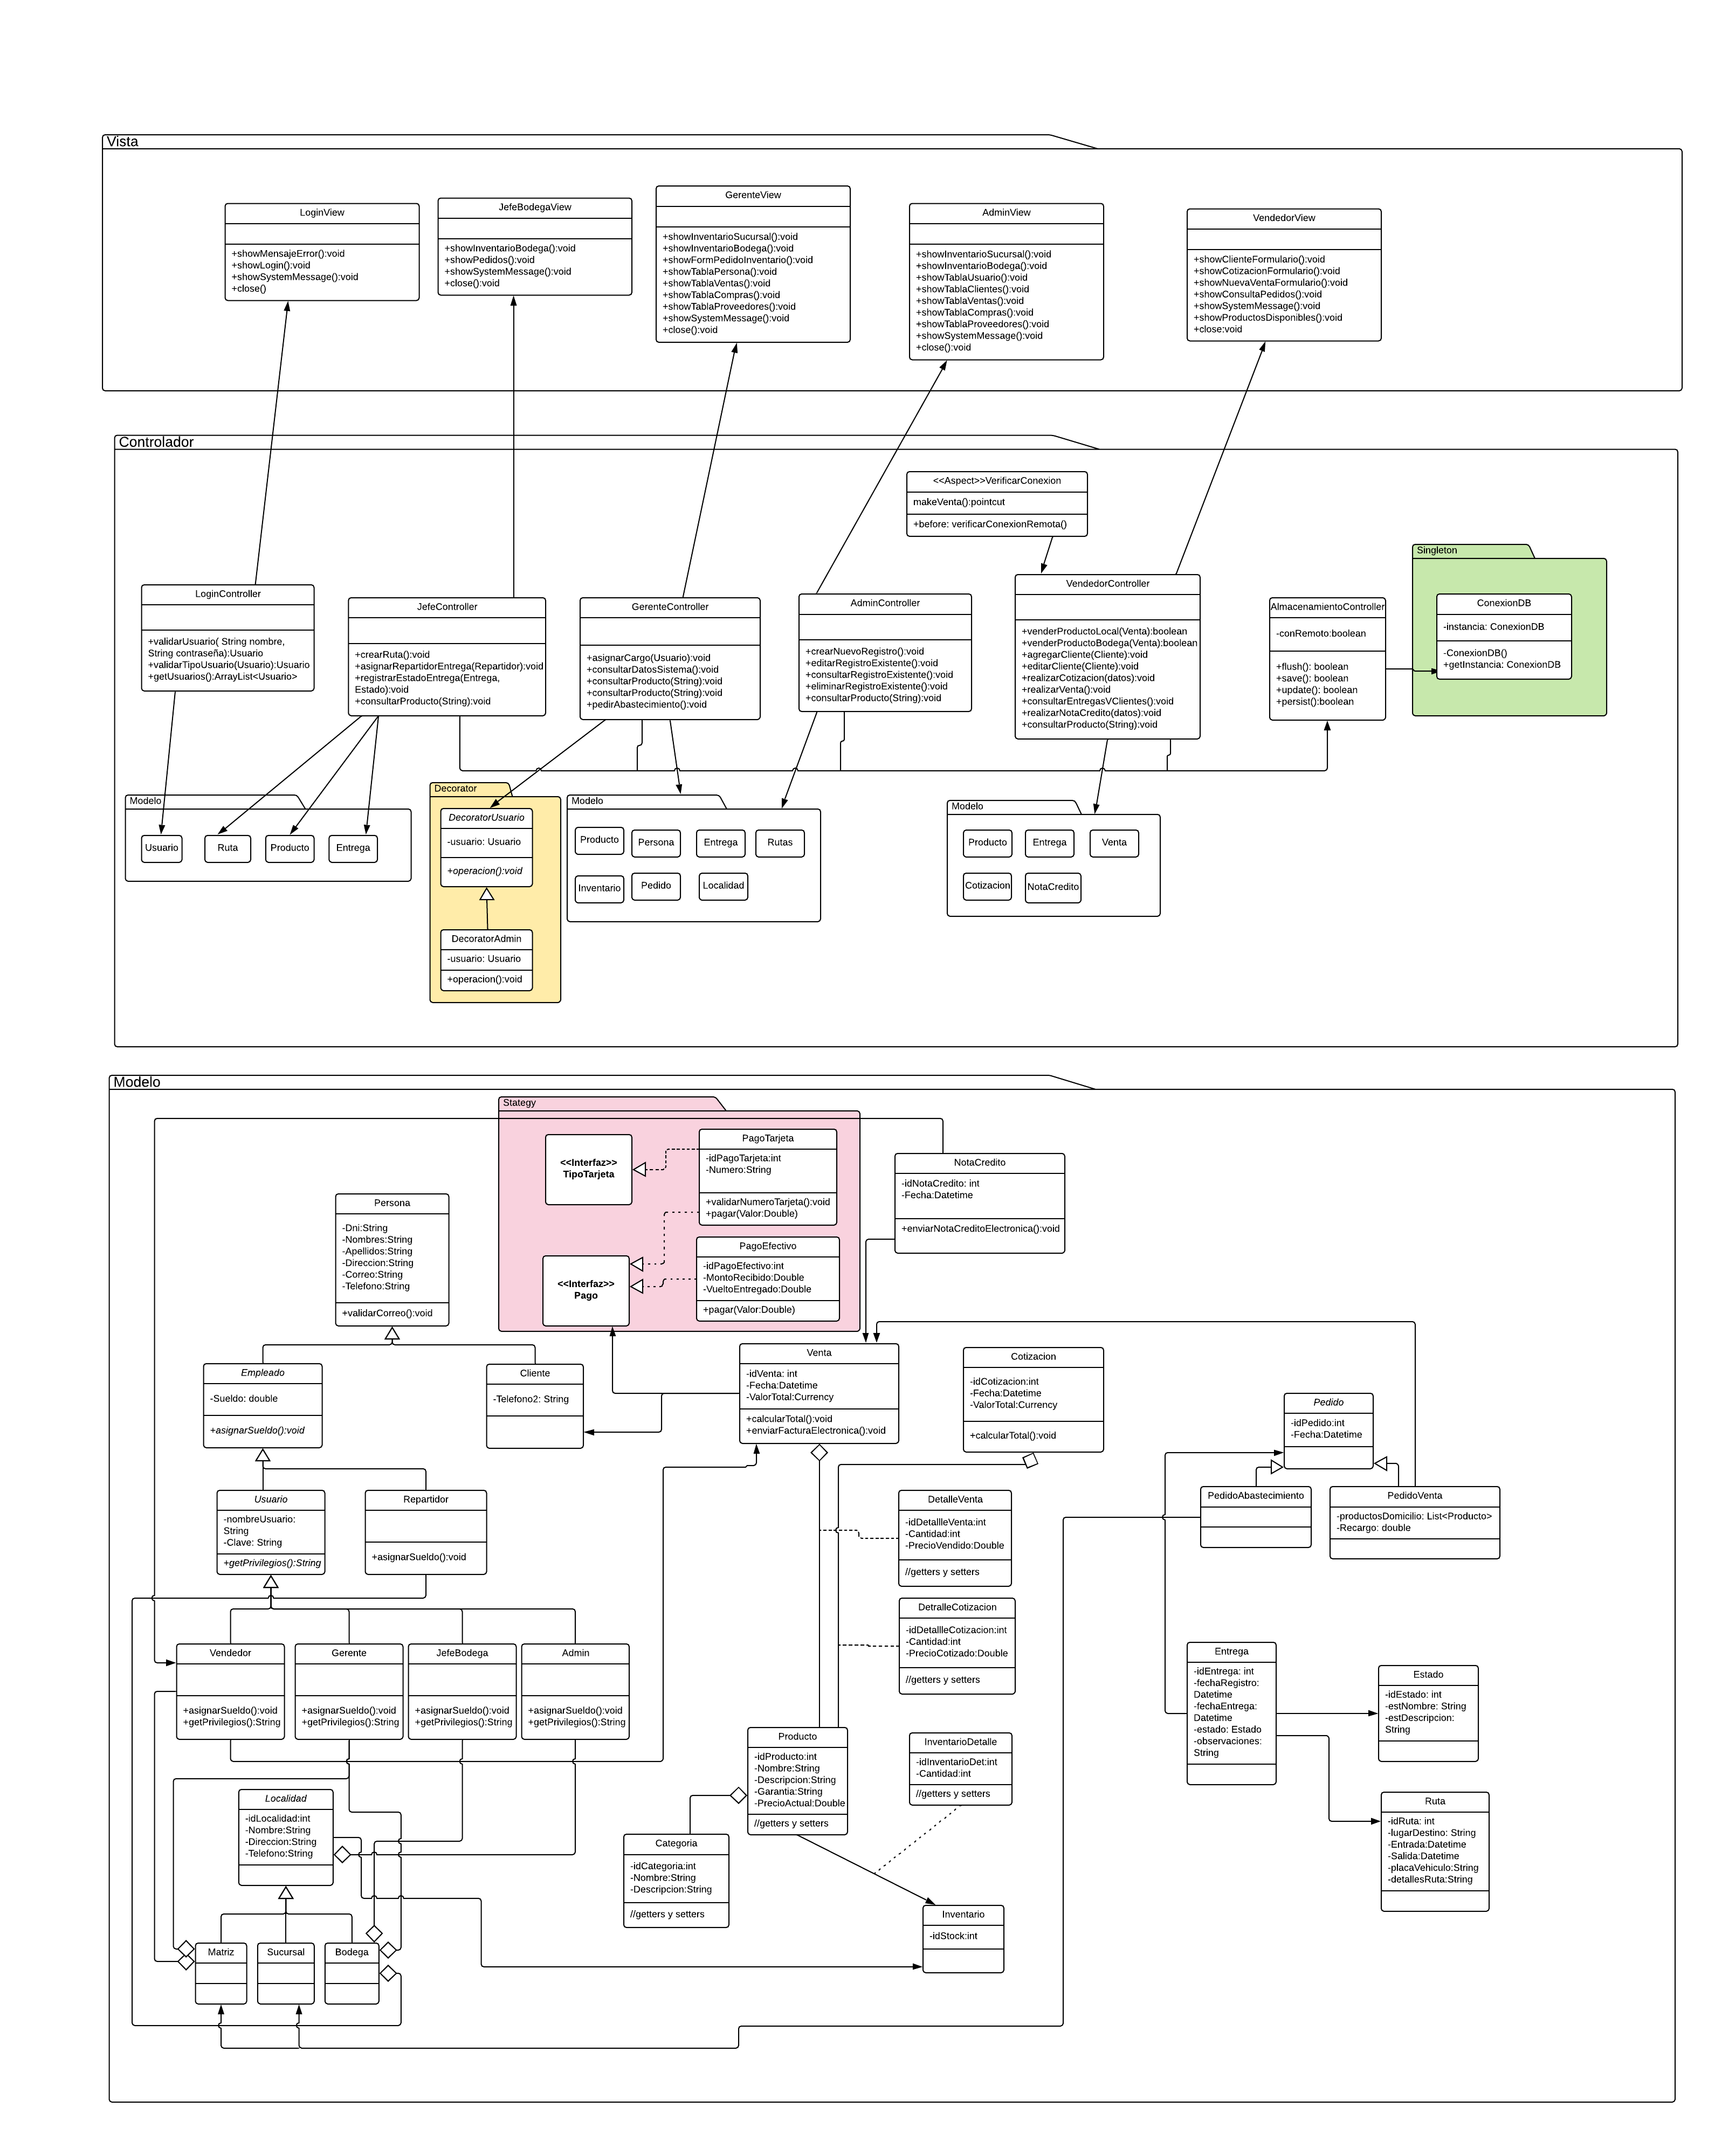 Vista
LoginView
+showMensajeError():void
+showLogin():void
+showSystemMessage():void
+close()
JefeBodegaView
+showInventarioBodega():void
+showPedidos():void
+showSystemMessage():void
+close():void
GerenteView
+showInventarioSucursal():void
+showInventarioBodega():void
+showFormPedidoInventario():void
+showTablaPersona():void
+showTablaVentas():void
+showTablaCompras():void
+showTablaProveedores():void
+showSystemMessage():void
+close():void
AdminView
+showInventarioSucursal():void
+showInventarioBodega():void
+showTablaUsuario():void
+showTablaClientes():void
+showTablaVentas():void
+showTablaCompras():void
+showTablaProveedores():void
+showSystemMessage():void
+close():void
VendedorView
+showClienteFormulario():void
+showCotizacionFormulario():void
+showNuevaVentaFormulario():void
+showConsultaPedidos():void
+showSystemMessage():void
+showProductosDisponibles():void
+close:void
Controlador
<<Aspect>>VerificarConexion
makeVenta():pointcut
+before: verificarConexionRemota()
LoginController
+validarUsuario( String nombre,
String contraseña):Usuario
+validarTipoUsuario(Usuario):Usuario
+getUsuarios():ArrayList<Usuario>
JefeController
+crearRuta():void
+asignarRepartidorEntrega(Repartidor):void
+registrarEstadoEntrega(Entrega,
Estado):void
+consultarProducto(String):void
GerenteController
+asignarCargo(Usuario):void
+consultarDatosSistema():void
+consultarProducto(String):void
+consultarProducto(String):void
+pedirAbastecimiento():void
AdminController
+crearNuevoRegistro():void
+editarRegistroExistente():void
+consultarRegistroExistente():void
+eliminarRegistroExistente():void
+consultarProducto(String):void
VendedorController
+venderProductoLocal(Venta):boolean
+venderProductoBodega(Venta):boolean
+agregarCliente(Cliente):void
+editarCliente(Cliente):void
+realizarCotizacion(datos):void
+realizarVenta():void
+consultarEntregasVClientes():void
+realizarNotaCredito(datos):void
+consultarProducto(String):void
AlmacenamientoController
-conRemoto:boolean
+flush(): boolean
+save(): boolean
+update(): boolean
+persist():boolean
Singleton
ConexionDB
-instancia: ConexionDB
-ConexionDB()
+getInstancia: ConexionDB
Modelo
Usuario
Ruta
Producto
Entrega
Decorator
DecoratorUsuario
-usuario: Usuario
+operacion():void
DecoratorAdmin
-usuario: Usuario
+operacion():void
Modelo
Producto
Persona
Entrega
Rutas
Inventario
Pedido
Localidad
Modelo
Producto
Entrega
Venta
Cotizacion
NotaCredito
Modelo
Stategy
<<Interfaz>>
TipoTarjeta
PagoTarjeta
-idPagoTarjeta:int
-Numero:String
+validarNumeroTarjeta():void
+pagar(Valor:Double)
<<Interfaz>>
Pago
PagoEfectivo
-idPagoEfectivo:int
-MontoRecibido:Double
-VueltoEntregado:Double
+pagar(Valor:Double)
NotaCredito
-idNotaCredito: int
-Fecha:Datetime
+enviarNotaCreditoElectronica():void
Persona
-Dni:String
-Nombres:String
-Apellidos:String
-Direccion:String
-Correo:String
-Telefono:String
+validarCorreo():void
Empleado
-Sueldo: double
+asignarSueldo():void
Cliente
-Telefono2: String
Venta
-idVenta: int
-Fecha:Datetime
-ValorTotal:Currency
+calcularTotal():void
+enviarFacturaElectronica():void
Cotizacion
-idCotizacion:int
-Fecha:Datetime
-ValorTotal:Currency
+calcularTotal():void
Pedido
-idPedido:int
-Fecha:Datetime
Usuario
-nombreUsuario:
String
-Clave: String
+getPrivilegios():String
Repartidor
+asignarSueldo():void
DetalleVenta
-idDetallleVenta:int
-Cantidad:int
-PrecioVendido:Double
//getters y setters
PedidoAbastecimiento
PedidoVenta
-productosDomicilio: List<Producto>
-Recargo: double
DetralleCotizacion
-idDetallleCotizacion:int
-Cantidad:int
-PrecioCotizado:Double
//getters y setters
Vendedor
+asignarSueldo():void
+getPrivilegios():String
Gerente
+asignarSueldo():void
+getPrivilegios():String
JefeBodega
+asignarSueldo():void
+getPrivilegios():String
Admin
+asignarSueldo():void
+getPrivilegios():String
Entrega
-idEntrega: int
-fechaRegistro:
Datetime
-fechaEntrega:
Datetime
-estado: Estado
-observaciones:
String
Estado
-idEstado: int
-estNombre: String
-estDescripcion:
String
Producto
-idProducto:int
-Nombre:String
-Descripcion:String
-Garantia:String
-PrecioActual:Double
//getters y setters
InventarioDetalle
-idInventarioDet:int
-Cantidad:int
//getters y setters
Localidad
-idLocalidad:int
-Nombre:String
-Direccion:String
-Telefono:String
Categoria
-idCategoria:int
-Nombre:String
-Descripcion:String
//getters y setters
Ruta
-idRuta: int
-lugarDestino: String
-Entrada:Datetime
-Salida:Datetime
-placaVehiculo:String
-detallesRuta:String
Inventario
-idStock:int
Matriz
Sucursal
Bodega